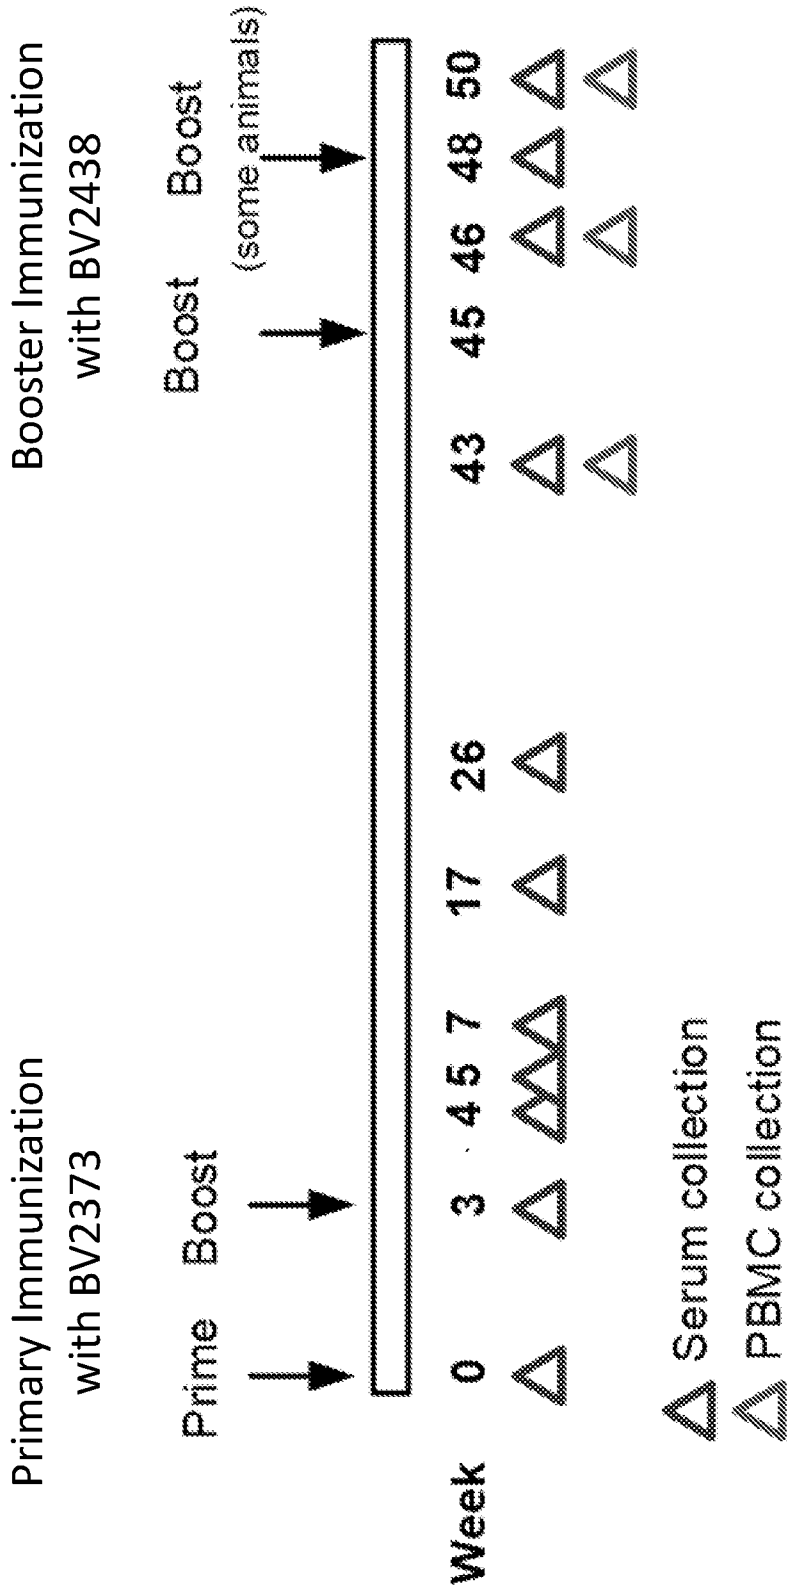 Primary Immunization
with BV2373
Booster Immunization
with BV2438
Prime
Boost
Boost
Boost
(some animals)
Week 0 3 4 5 7 17 26 43 45 46 48 50
Serum collection
PBMC collection